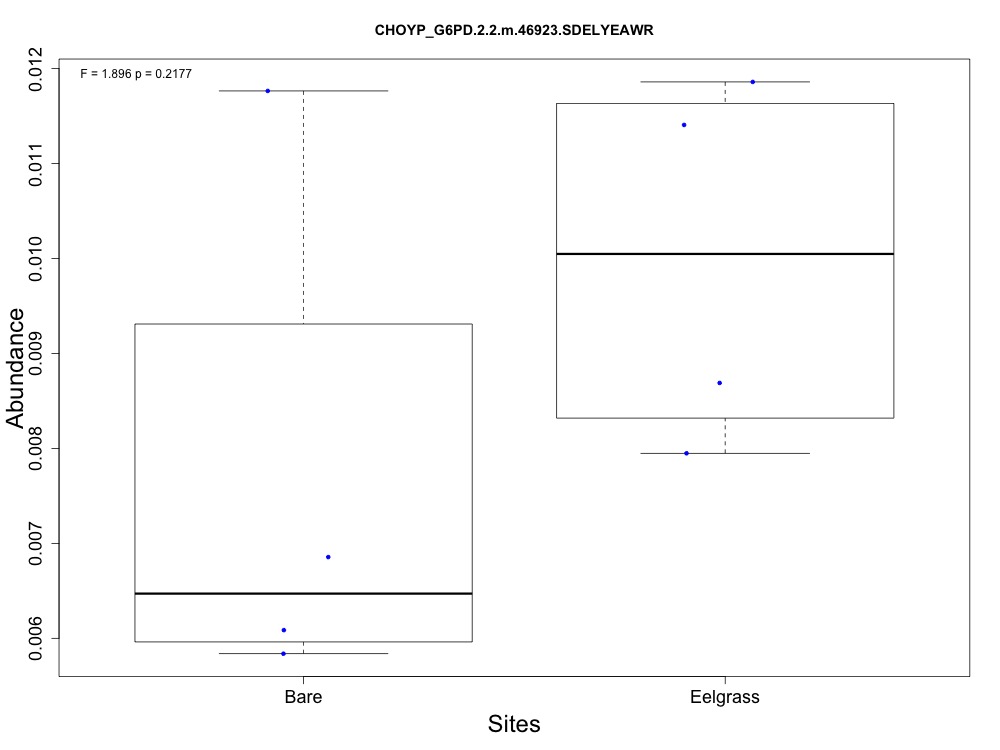 CHOYP_G6PD.2.2.m.46923.SDELYEAWR
F = 1.896 p = 0.2177
Abundance
0.012
0.011
0.010
0.009
0.008
0.007
0.006
Bare
Eelgrass
Sites